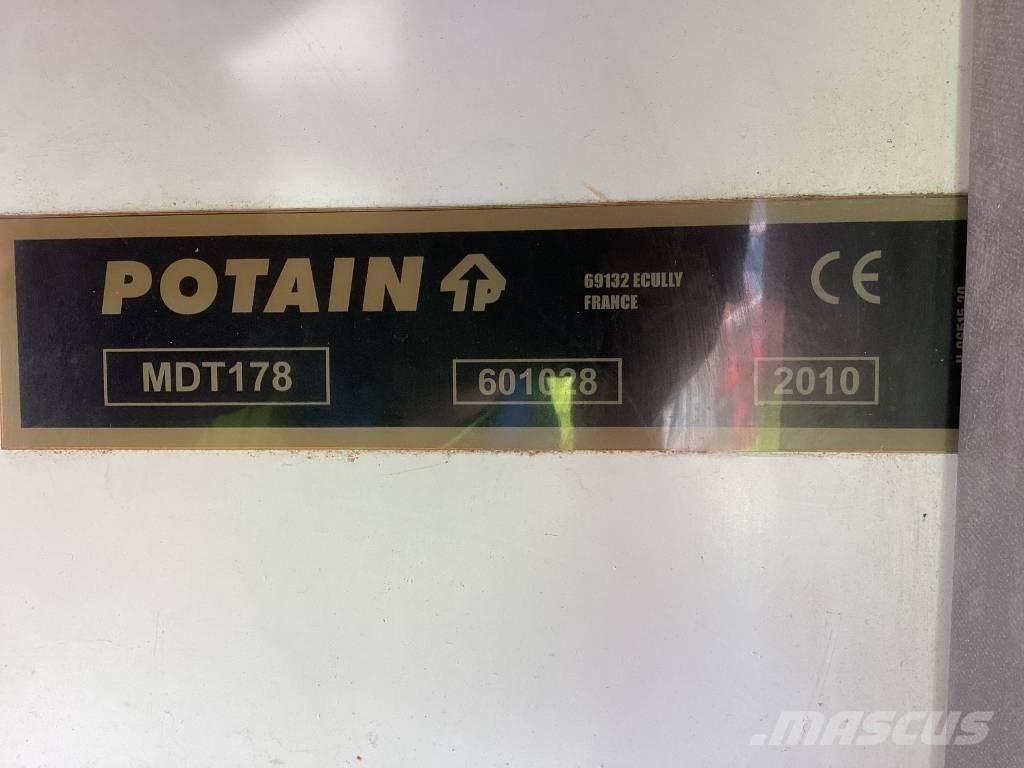 POTAIN
69132 ECULLY
FRANCE
CE
MDT178
601028
2010
MASCUS